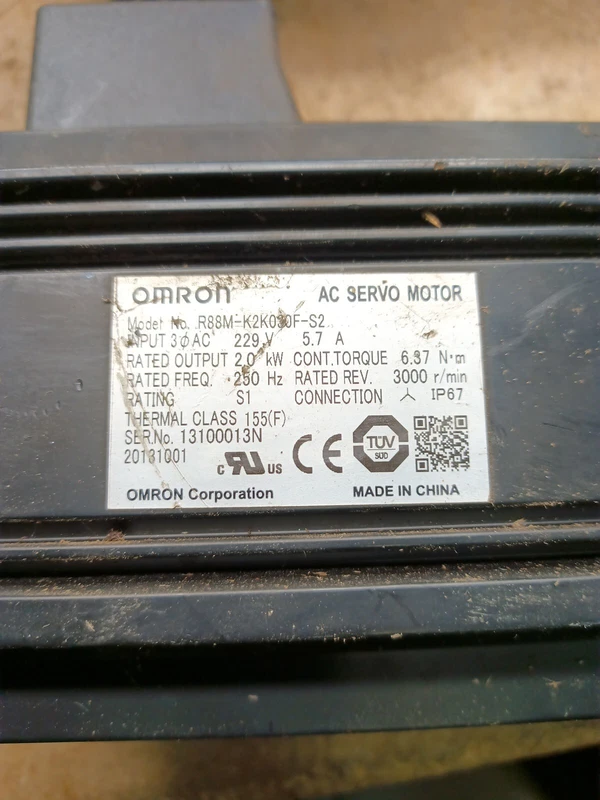 OMRON AC SERVO MOTOR
Model No. R88M-K2K030F-S2
INPUT 3φAC 229 V 5.7 A
RATED OUTPUT 2.0 kW CONT.TORQUE 6.37 N·m
RATED FREQ. 250 Hz RATED REV. 3000 r/min
RATING S1 CONNECTION ⅄ IP67
THERMAL CLASS 155(F)
SER.No. 13100013N
20131001
c RU US CE TÜV SÜD
OMRON Corporation MADE IN CHINA